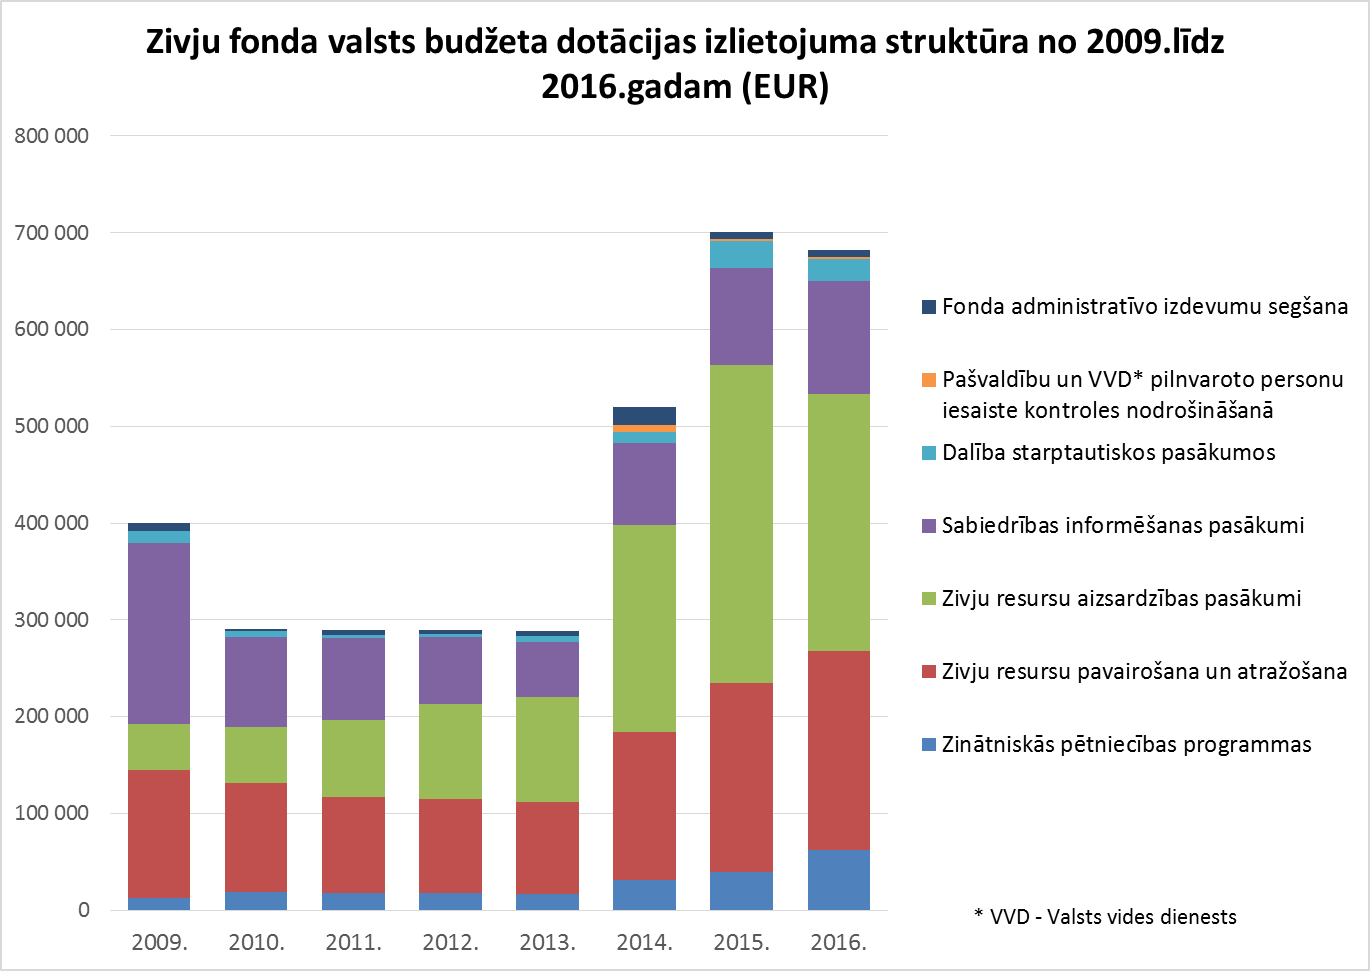 Zivju fonda valsts budžeta dotācijas izlietojuma struktūra no 2009.līdz
2016.gadam (EUR)
800 000
700 000
600 000
500 000
400 000
300 000
200 000
100 000
0
2009.
2010.
2011.
2012.
2013.
2014.
2015.
2016.
Fonda administratīvo izdevumu segšana
Pašvaldību un VVD* pilnvaroto personu
iesaiste kontroles nodrošināšanā
Dalība starptautiskos pasākumos
Sabiedrības informēšanas pasākumi
Zivju resursu aizsardzības pasākumi
Zivju resursu pavairošana un atražošana
Zinātniskās pētniecības programmas
* VVD - Valsts vides dienests